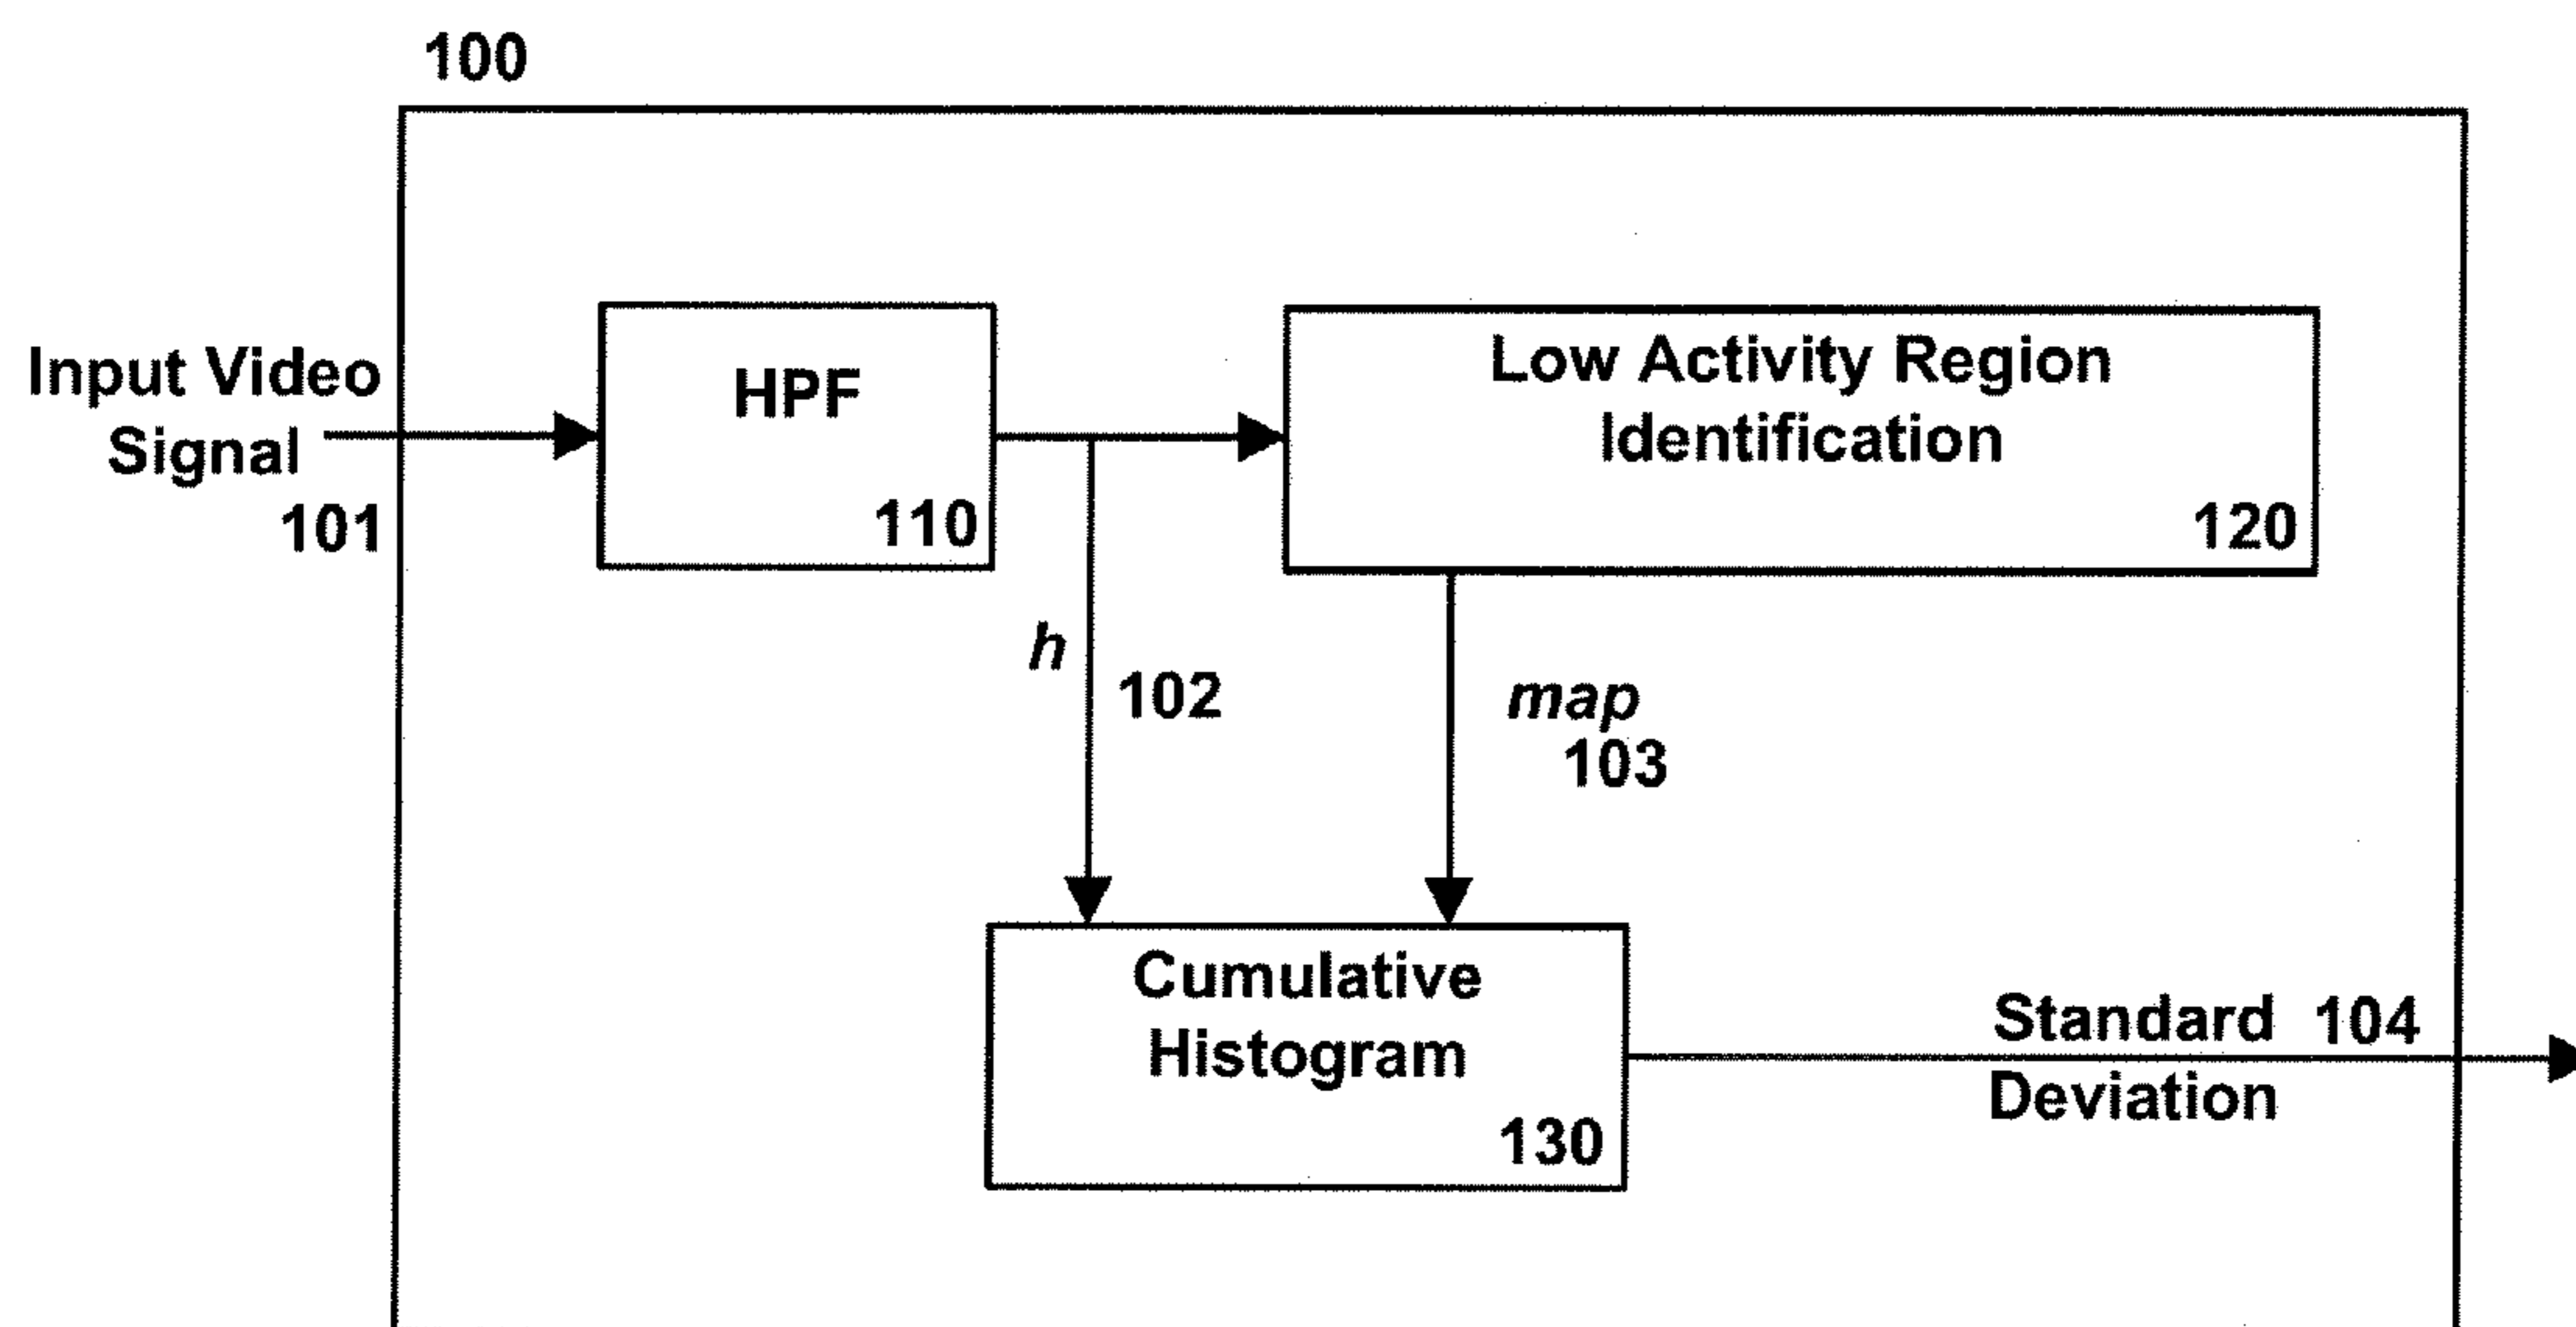 100
Input Video
Signal
101
HPF
110
Low Activity Region
Identification
120
h
102
map
103
Cumulative
Histogram
130
Standard 104
Deviation